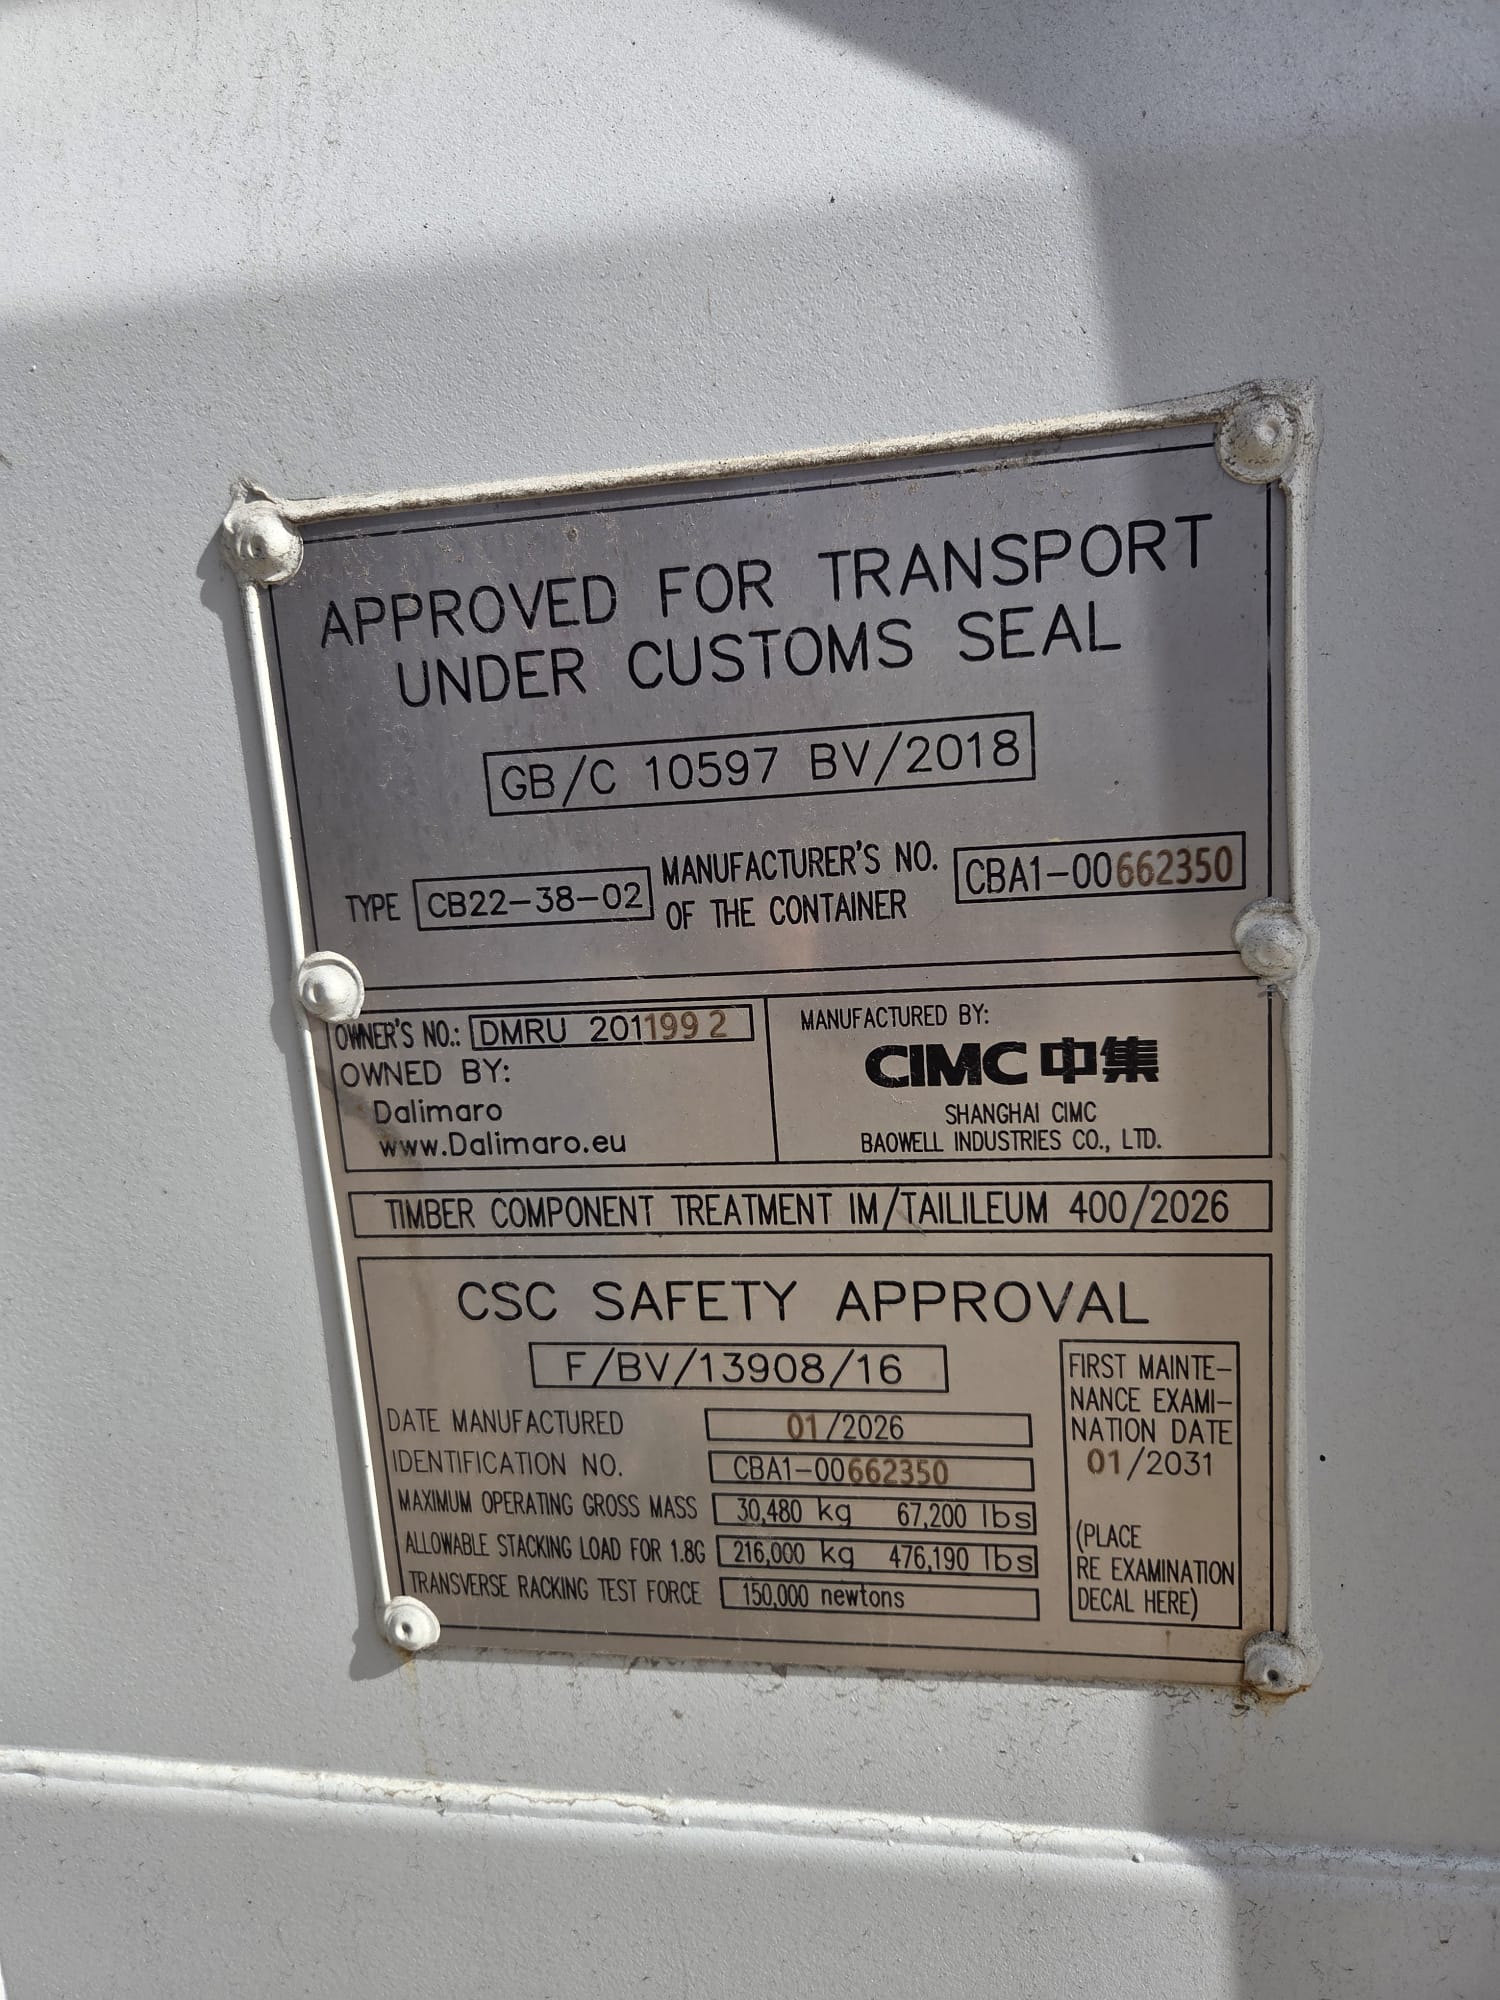 APPROVED FOR TRANSPORT
UNDER CUSTOMS SEAL
GB/C 10597 BV/2018
TYPE CB22-38-02 MANUFACTURER'S NO. OF THE CONTAINER CBA1-00662350
OWNER'S NO.: DMRU 2011992
OWNED BY:
Dalimaro
www.Dalimaro.eu
MANUFACTURED BY:
CIMC 中集
SHANGHAI CIMC
BAOWELL INDUSTRIES CO., LTD.
TIMBER COMPONENT TREATMENT IM/TAILILEUM 400/2026
CSC SAFETY APPROVAL
F/BV/13908/16
DATE MANUFACTURED 01/2026
IDENTIFICATION NO. CBA1-00662350
MAXIMUM OPERATING GROSS MASS 30,480 kg 67,200 lbs
ALLOWABLE STACKING LOAD FOR 1.8G 216,000 kg 476,190 lbs
TRANSVERSE RACKING TEST FORCE 150,000 newtons
FIRST MAINTE-
NANCE EXAMI-
NATION DATE
01/2031
(PLACE
RE EXAMINATION
DECAL HERE)